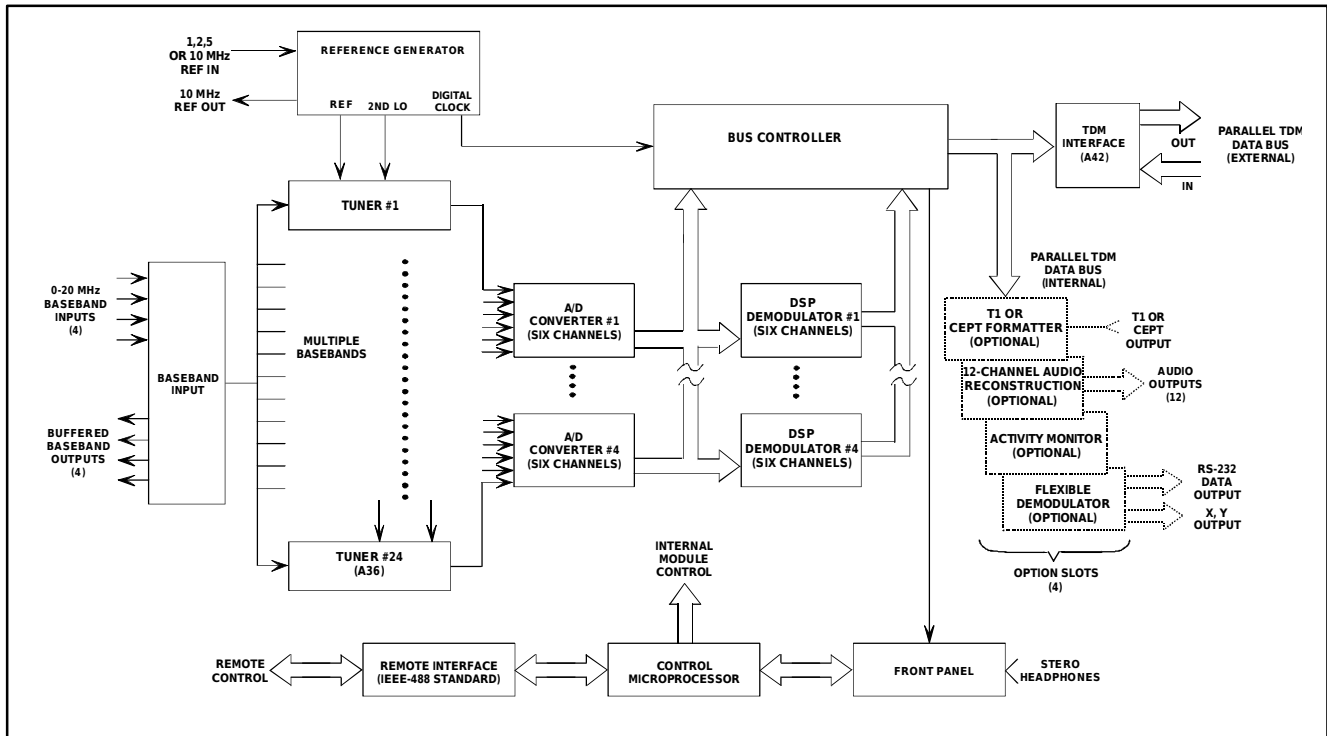 1,2,5
OR 10 MHz
REF IN
10 MHz
REF OUT
REFERENCE GENERATOR
REF
2ND LO
DIGITAL
CLOCK
BUS CONTROLLER
TDM
INTERFACE
(A42)
OUT
IN
PARALLEL TDM
DATA BUS
(EXTERNAL)
TUNER #1
0-20 MHz
BASEBAND
INPUTS
(4)
BUFFERED
BASEBAND
OUTPUTS
(4)
BASEBAND
INPUT
MULTIPLE
BASEBANDS
TUNER #24
(A36)
A/D
CONVERTER #1
(SIX CHANNELS)
A/D
CONVERTER #4
(SIX CHANNELS)
DSP
DEMODULATOR #1
(SIX CHANNELS)
DSP
DEMODULATOR #4
(SIX CHANNELS)
PARALLEL TDM
DATA BUS
(INTERNAL)
T1 OR
CEPT FORMATTER
(OPTIONAL)
T1 OR
CEPT
OUTPUT
12-CHANNEL AUDIO
RECONSTRUCTION
(OPTIONAL)
AUDIO
OUTPUTS
(12)
ACTIVITY MONITOR
(OPTIONAL)
FLEXIBLE
DEMODULATOR
(OPTIONAL)
RS-232
DATA
OUTPUT
X, Y
OUTPUT
OPTION SLOTS
(4)
INTERNAL
MODULE
CONTROL
REMOTE
CONTROL
REMOTE INTERFACE
(IEEE-488 STANDARD)
CONTROL
MICROPROCESSOR
FRONT PANEL
STERO
HEADPHONES